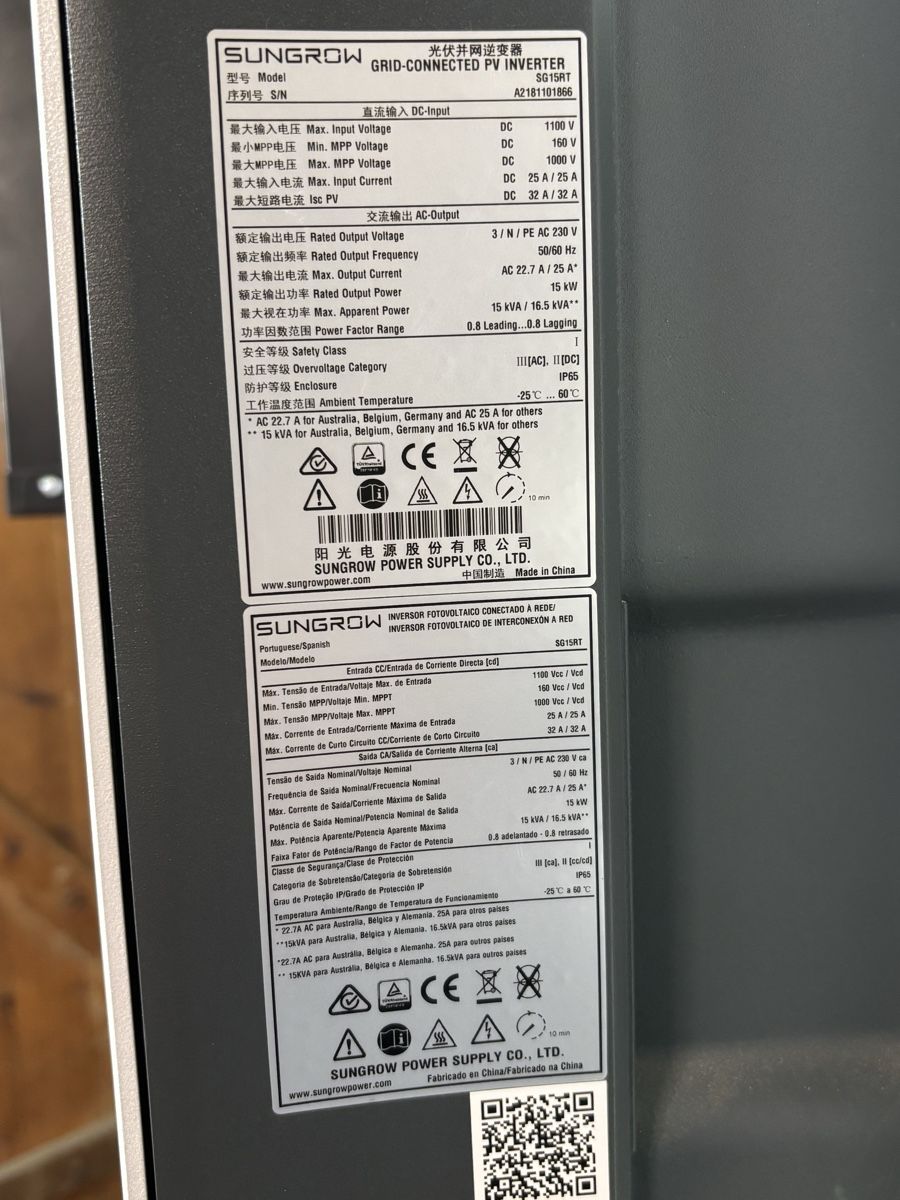 SUNGROW 光伏并网逆变器
GRID-CONNECTED PV INVERTER
型号 Model SG15RT
序列号 S/N A2181101866
直流输入 DC-Input
最大输入电压 Max. Input Voltage DC 1100 V
最小MPP电压 Min. MPP Voltage DC 160 V
最大MPP电压 Max. MPP Voltage DC 1000 V
最大输入电流 Max. Input Current DC 25 A / 25 A
最大短路电流 Isc PV DC 32 A / 32 A
交流输出 AC-Output
额定输出电压 Rated Output Voltage 3 / N / PE AC 230 V
额定输出频率 Rated Output Frequency 50/60 Hz
最大输出电流 Max. Output Current AC 22.7 A / 25 A*
额定输出功率 Rated Output Power 15 kW
最大视在功率 Max. Apparent Power 15 kVA / 16.5 kVA**
功率因数范围 Power Factor Range 0.8 Leading...0.8 Lagging
安全等级 Safety Class I
过压等级 Overvoltage Category III[AC], II[DC]
防护等级 Enclosure IP65
工作温度范围 Ambient Temperature -25℃ ... 60℃
* AC 22.7 A for Australia, Belgium, Germany and AC 25 A for others
** 15 kVA for Australia, Belgium, Germany and 16.5 kVA for others
CE
10 min
阳光电源股份有限公司
SUNGROW POWER SUPPLY CO., LTD.
www.sungrowpower.com 中国制造 Made in China
SUNGROW INVERSOR FOTOVOLTAICO CONECTADO À REDE/
INVERSOR FOTOVOLTAICO DE INTERCONEXÓN A RED
Portuguese/Spanish
Modelo/Modelo SG15RT
Entrada CC/Entrada de Corriente Directa [cd]
Máx. Tensão de Entrada/Voltaje Max. de Entrada 1100 Vcc / Vcd
Min. Tensão MPP/Voltaje Min. MPPT 160 Vcc / Vcd
Máx. Tensão MPP/Voltaje Max. MPPT 1000 Vcc / Vcd
Máx. Corrente de Entrada/Corriente Máxima de Entrada 25 A / 25 A
Máx. Corrente de Curto Circuito CC/Corriente de Corto Circuito 32 A / 32 A
Saída CA/Salida de Corriente Alterna [ca]
Tensão de Saída Nominal/Voltaje Nominal 3 / N / PE AC 230 V ca
Frequência de Saída Nominal/Frecuencia Nominal 50 / 60 Hz
Máx. Corrente de Saída/Corriente Máxima de Salida AC 22.7 A / 25 A*
Potência de Saída Nominal/Potencia Nominal de Salida 15 kW
Máx. Potência Aparente/Potencia Aparente Máxima 15 kVA / 16.5 kVA**
Faixa Fator de Potência/Rango de Factor de Potencia 0.8 adelantado - 0.8 retrasado
Classe de Segurança/Clase de Protección I
Categoria de Sobretensão/Categoría de Sobretensión III [ca], II [cc/cd]
Grau de Proteção IP/Grado de Protección IP IP65
Temperatura Ambiente/Rango de Temperatura de Funcionamiento -25℃ a 60 ℃
* 22.7A AC para Australia, Bélgica y Alemania. 25A para otros países
**15kVA para Australia, Bélgica y Alemania. 16.5kVA para otros países
*22.7A AC para Austrália, Bélgica e Alemanha. 25A para outros países
** 15KVA para Austrália, Bélgica e Alemanha. 16.5kVA para outros países
CE
10 min
SUNGROW POWER SUPPLY CO., LTD.
www.sungrowpower.com Fabricado en China/Fabricado na China